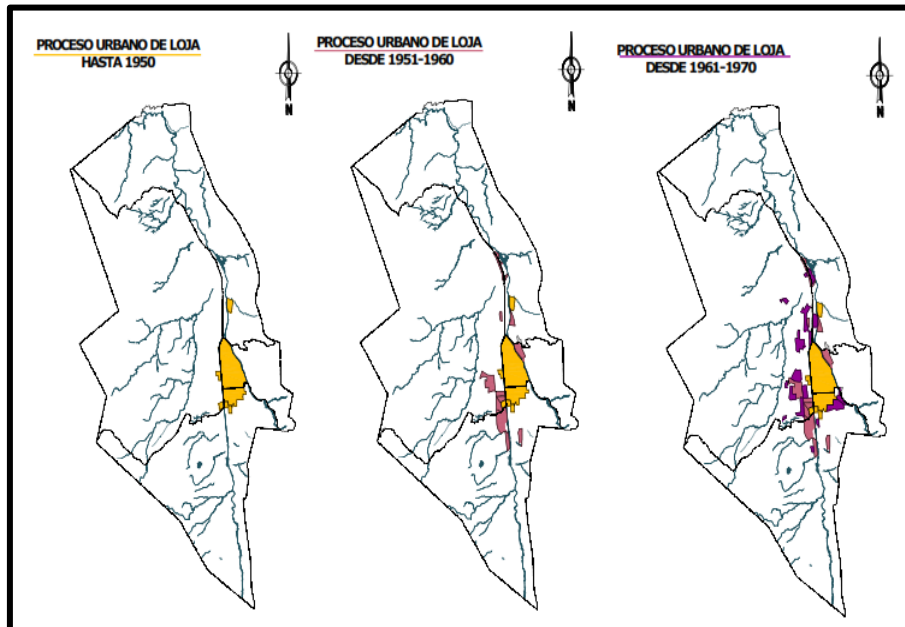 PROCESO URBANO DE LOJA
HASTA 1950
N
PROCESO URBANO DE LOJA
DESDE 1951-1960
N
PROCESO URBANO DE LOJA
DESDE 1961-1970
N